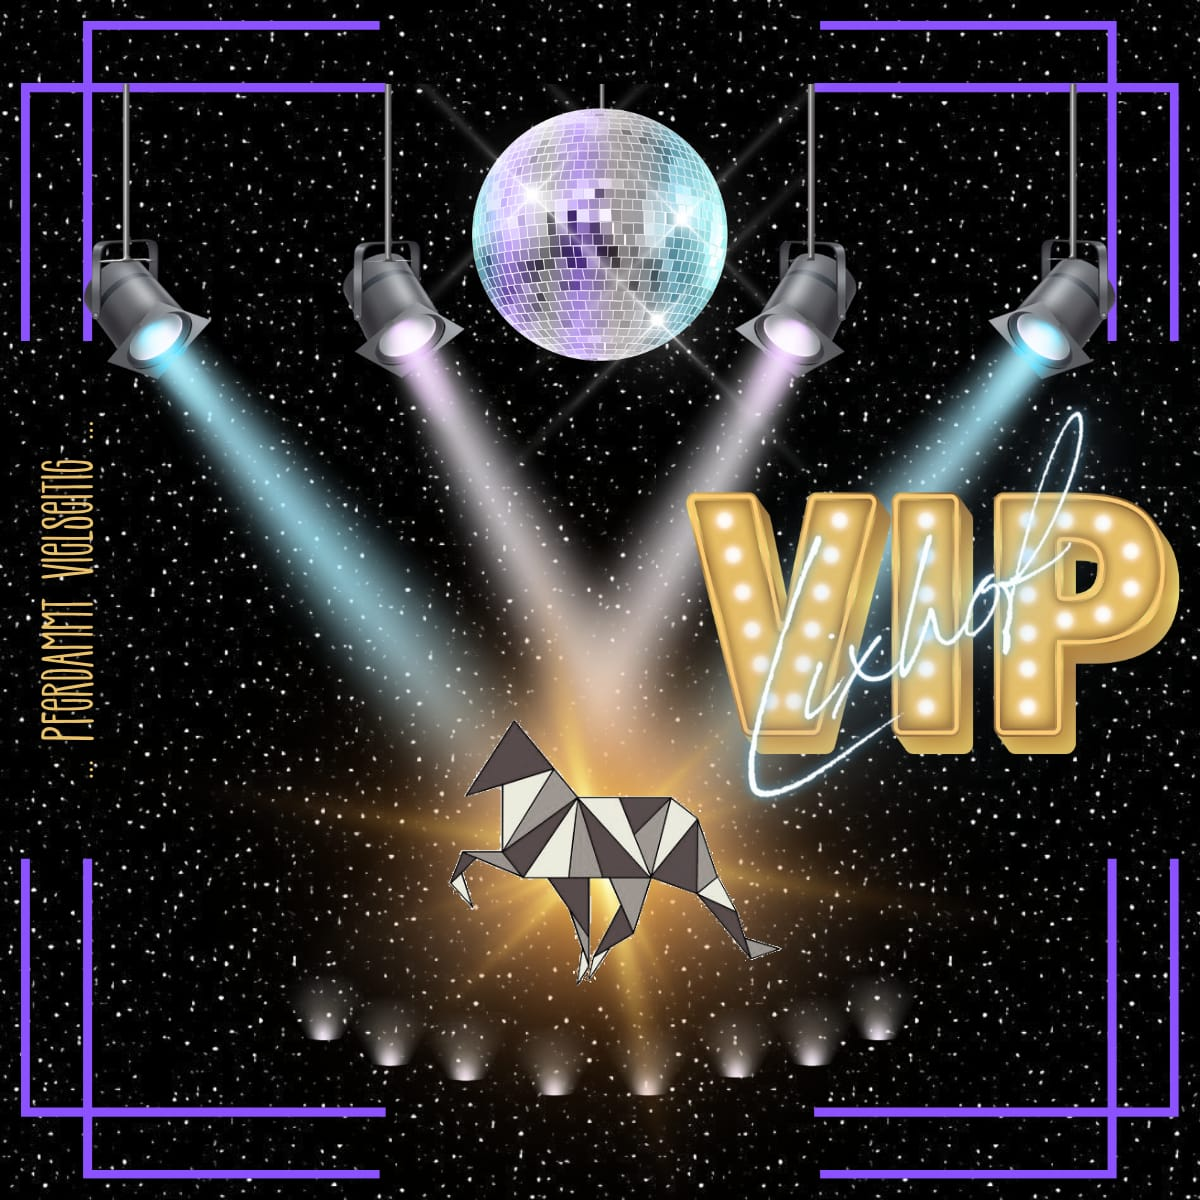 ... PFERDAMMT VIELSEITIG ...
VIP
Lixhof